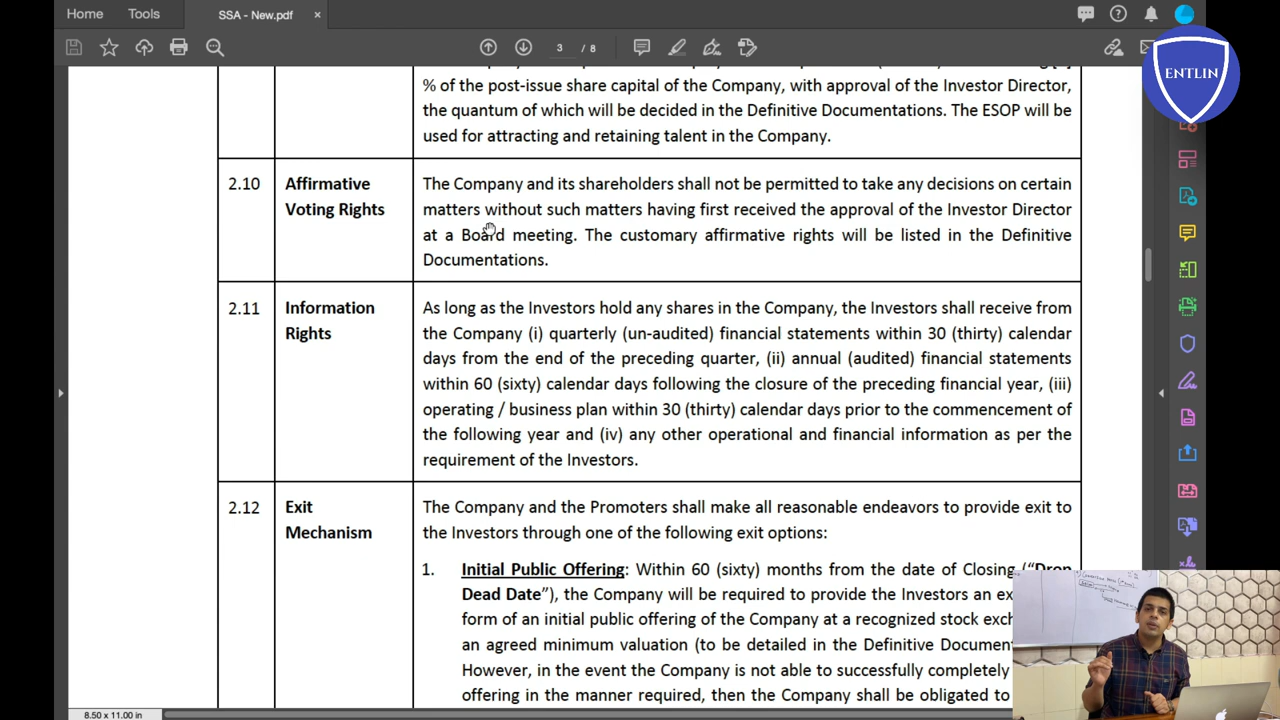 Home
Tools
SSA - New.pdf
×
3 / 8
ENTLIN
% of the post-issue share capital of the Company, with approval of the Investor Director,
the quantum of which will be decided in the Definitive Documentations. The ESOP will be
used for attracting and retaining talent in the Company.
2.10
Affirmative
Voting Rights
The Company and its shareholders shall not be permitted to take any decisions on certain
matters without such matters having first received the approval of the Investor Director
at a Board meeting. The customary affirmative rights will be listed in the Definitive
Documentations.
2.11
Information
Rights
As long as the Investors hold any shares in the Company, the Investors shall receive from
the Company (i) quarterly (un-audited) financial statements within 30 (thirty) calendar
days from the end of the preceding quarter, (ii) annual (audited) financial statements
within 60 (sixty) calendar days following the closure of the preceding financial year, (iii)
operating / business plan within 30 (thirty) calendar days prior to the commencement of
the following year and (iv) any other operational and financial information as per the
requirement of the Investors.
2.12
Exit
Mechanism
The Company and the Promoters shall make all reasonable endeavors to provide exit to
the Investors through one of the following exit options:
1. Initial Public Offering: Within 60 (sixty) months from the date of Closing ("Drop
Dead Date"), the Company will be required to provide the Investors an ex
form of an initial public offering of the Company at a recognized stock exc
an agreed minimum valuation (to be detailed in the Definitive Document
However, in the event the Company is not able to successfully completely
offering in the manner required, then the Company shall be obligated to
8.50 x 11.00 in